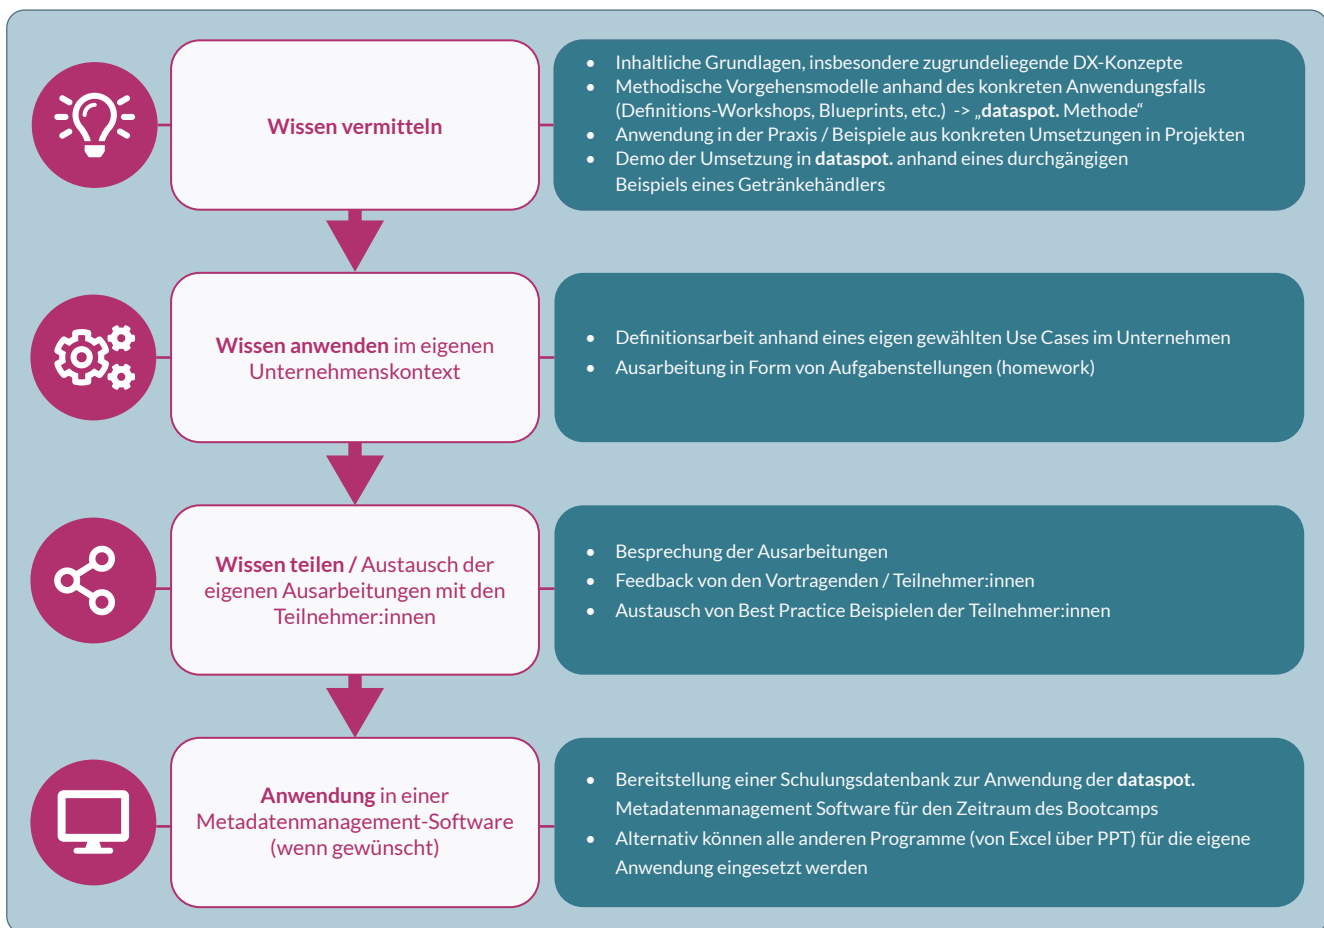 Wissen vermitteln
• Inhaltliche Grundlagen, insbesondere zugrundeliegende DX-Konzepte
• Methodische Vorgehensmodelle anhand des konkreten Anwendungsfalls
(Definitions-Workshops, Blueprints, etc.) -> „dataspot. Methode“
• Anwendung in der Praxis / Beispiele aus konkreten Umsetzungen in Projekten
• Demo der Umsetzung in dataspot. anhand eines durchgängigen
Beispiels eines Getränkehändlers
Wissen anwenden im eigenen
Unternehmenskontext
• Definitionsarbeit anhand eines eigen gewählten Use Cases im Unternehmen
• Ausarbeitung in Form von Aufgabenstellungen (homework)
Wissen teilen / Austausch der
eigenen Ausarbeitungen mit den
Teilnehmer:innen
• Besprechung der Ausarbeitungen
• Feedback von den Vortragenden / Teilnehmer:innen
• Austausch von Best Practice Beispielen der Teilnehmer:innen
Anwendung in einer
Metadatenmanagement-Software
(wenn gewünscht)
• Bereitstellung einer Schulungsdatenbank zur Anwendung der dataspot.
Metadatenmanagement Software für den Zeitraum des Bootcamps
• Alternativ können alle anderen Programme (von Excel über PPT) für die eigene
Anwendung eingesetzt werden